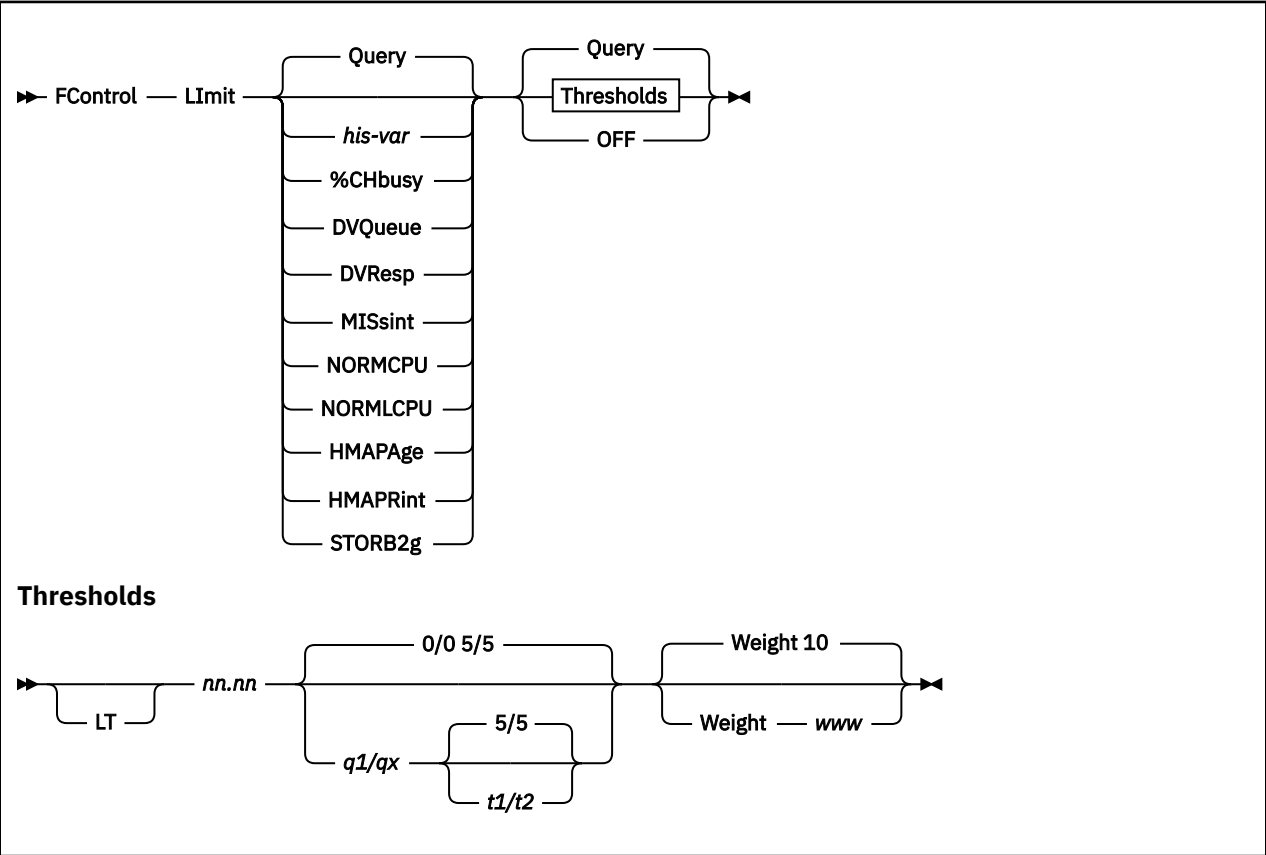 Query
FControl LImit
his-var
%CHbusy
DVQueue
DVResp
MISsint
NORMCPU
NORMLCPU
HMAPAge
HMAPRint
STORB2g
Query
Thresholds
OFF
Thresholds
LT
nn.nn
0/0 5/5
q1/qx
5/5
t1/t2
Weight 10
Weight www